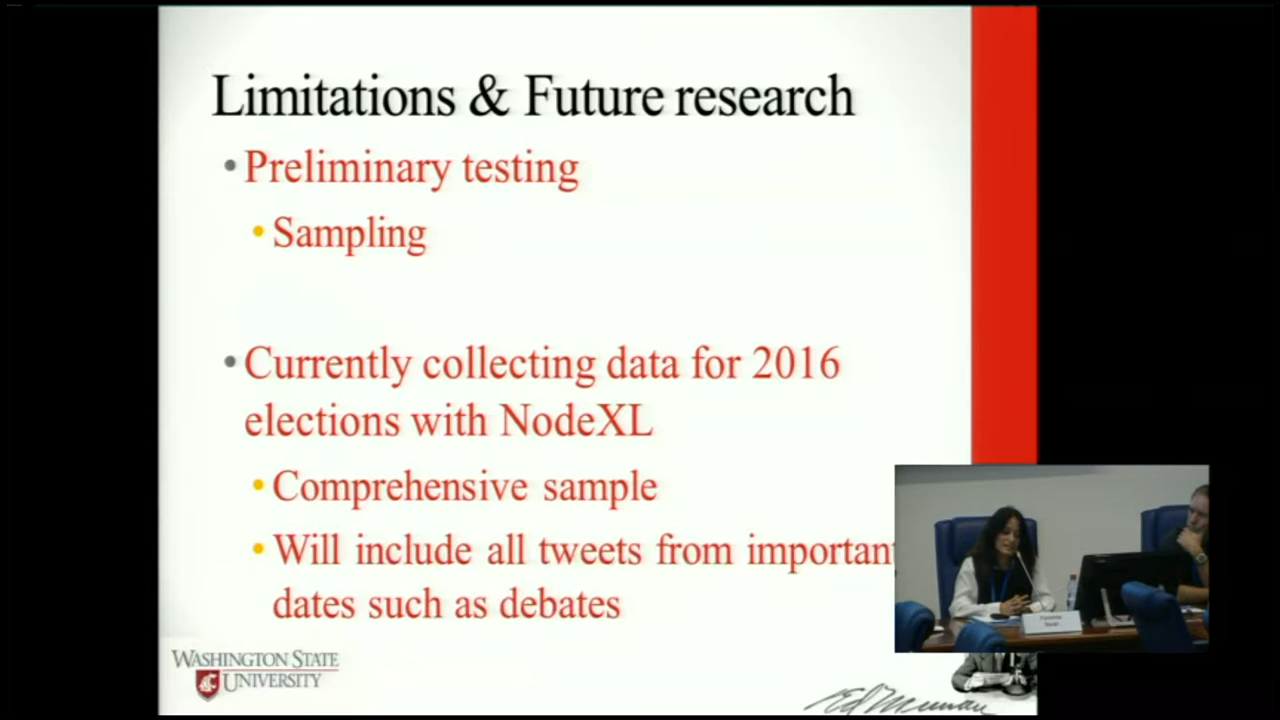 Limitations & Future research
• Preliminary testing
• Sampling
• Currently collecting data for 2016
elections with NodeXL
• Comprehensive sample
• Will include all tweets from important
dates such as debates
WASHINGTON STATE
UNIVERSITY